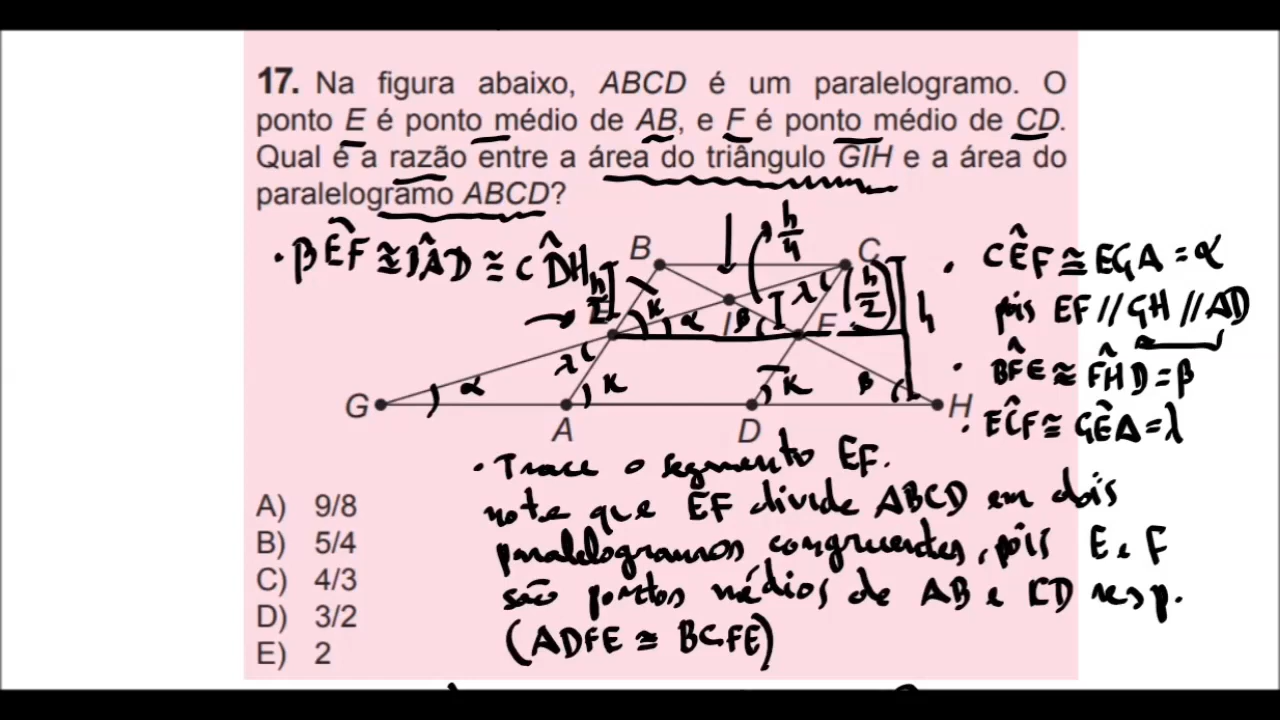 17. Na figura abaixo, ABCD é um paralelogramo. O
ponto E é ponto médio de AB, e F é ponto médio de CD.
Qual é a razão entre a área do triângulo GIH e a área do
paralelogramo ABCD?
· BÊF ≅ BÂD ≅ CD̂H
B
C
h/4
h/2
h/2
h
E
I
F
K
α
β
λ
λ
α
K
K
β
G
A
D
H
· CÊF ≅ EGA = α
pois EF // GH // AD
· BF̂E ≅ FĤD = β
· EĈF ≅ GÊA = λ
· Trace o segmento EF.
note que EF divide ABCD em dois
paralelogramos congruentes, pois E e F
são pontos médios de AB e CD resp.
(ADFE ≅ BCFE)
A) 9/8
B) 5/4
C) 4/3
D) 3/2
E) 2